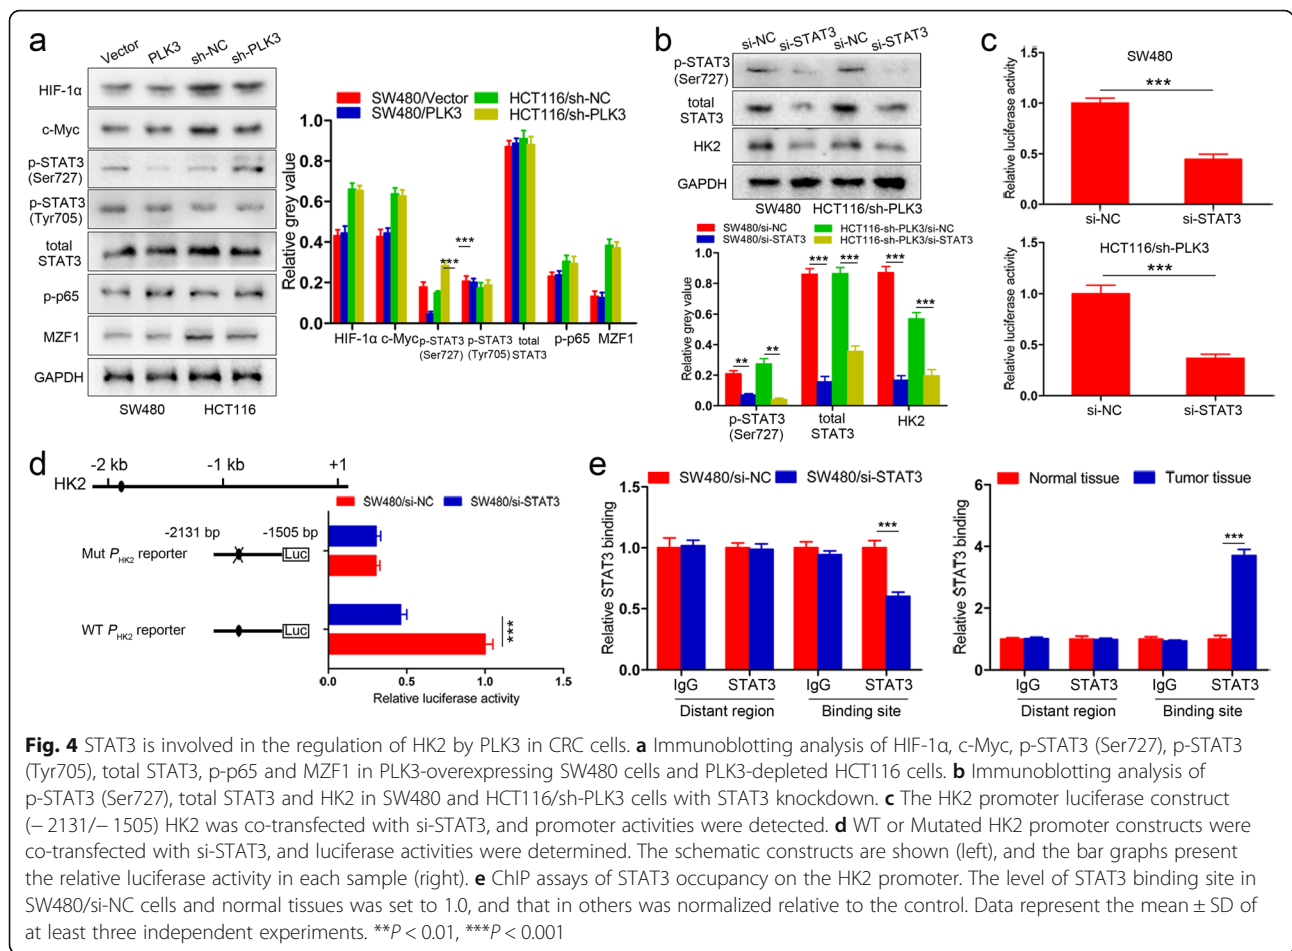 a
Vector PLK3 sh-NC sh-PLK3
HIF-1α
c-Myc
p-STAT3
(Ser727)
p-STAT3
(Tyr705)
total
STAT3
p-p65
MZF1
GAPDH
SW480 HCT116
SW480/Vector HCT116/sh-NC
SW480/PLK3 HCT116/sh-PLK3
Relative grey value
1.0
0.8
0.6
0.4
0.2
0.0
*** ***
HIF-1α c-Myc p-STAT3 p-STAT3 total p-p65 MZF1
(Ser727) (Tyr705) STAT3
b
si-NC si-STAT3 si-NC si-STAT3
p-STAT3
(Ser727)
total
STAT3
HK2
GAPDH
SW480 HCT116/sh-PLK3
SW480/si-NC HCT116-sh-PLK3/si-NC
SW480/si-STAT3 HCT116-sh-PLK3/si-STAT3
Relative grey value
1.0
0.8
0.6
0.4
0.2
0.0
** ** *** *** *** ***
p-STAT3 total HK2
(Ser727) STAT3
c
SW480
***
Relative luciferase activity
1.5
1.0
0.5
0.0
si-NC si-STAT3
HCT116/sh-PLK3
***
Relative luciferase activity
1.5
1.0
0.5
0.0
si-NC si-STAT3
d
-2 kb -1 kb +1
HK2
SW480/si-NC SW480/si-STAT3
-2131 bp -1505 bp
Mut PHK2 reporter Luc
WT PHK2 reporter Luc
***
0.0 0.5 1.0 1.5
Relative luciferase activity
e
SW480/si-NC SW480/si-STAT3
Relative STAT3 binding
1.5
1.0
0.5
0.0
***
IgG STAT3 IgG STAT3
Distant region Binding site
Normal tissue Tumor tissue
Relative STAT3 binding
6
4
2
0
***
IgG STAT3 IgG STAT3
Distant region Binding site
Fig. 4 STAT3 is involved in the regulation of HK2 by PLK3 in CRC cells. a Immunoblotting analysis of HIF-1α, c-Myc, p-STAT3 (Ser727), p-STAT3
(Tyr705), total STAT3, p-p65 and MZF1 in PLK3-overexpressing SW480 cells and PLK3-depleted HCT116 cells. b Immunoblotting analysis of
p-STAT3 (Ser727), total STAT3 and HK2 in SW480 and HCT116/sh-PLK3 cells with STAT3 knockdown. c The HK2 promoter luciferase construct
(− 2131/− 1505) HK2 was co-transfected with si-STAT3, and promoter activities were detected. d WT or Mutated HK2 promoter constructs were
co-transfected with si-STAT3, and luciferase activities were determined. The schematic constructs are shown (left), and the bar graphs present
the relative luciferase activity in each sample (right). e ChIP assays of STAT3 occupancy on the HK2 promoter. The level of STAT3 binding site in
SW480/si-NC cells and normal tissues was set to 1.0, and that in others was normalized relative to the control. Data represent the mean ± SD of
at least three independent experiments. **P < 0.01, ***P < 0.001